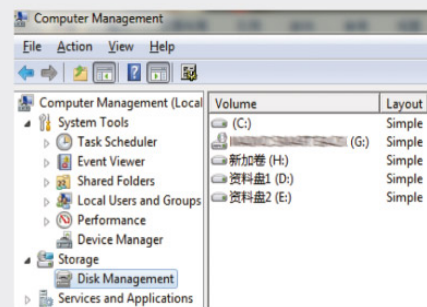 Computer Management
File Action View Help
Computer Management (Local
System Tools
Task Scheduler
Event Viewer
Shared Folders
Local Users and Groups
Performance
Device Manager
Storage
Disk Management
Services and Applications
Volume Layout
(C:) Simple
(G:) Simple
新加卷 (H:) Simple
资料盘1 (D:) Simple
资料盘2 (E:) Simple